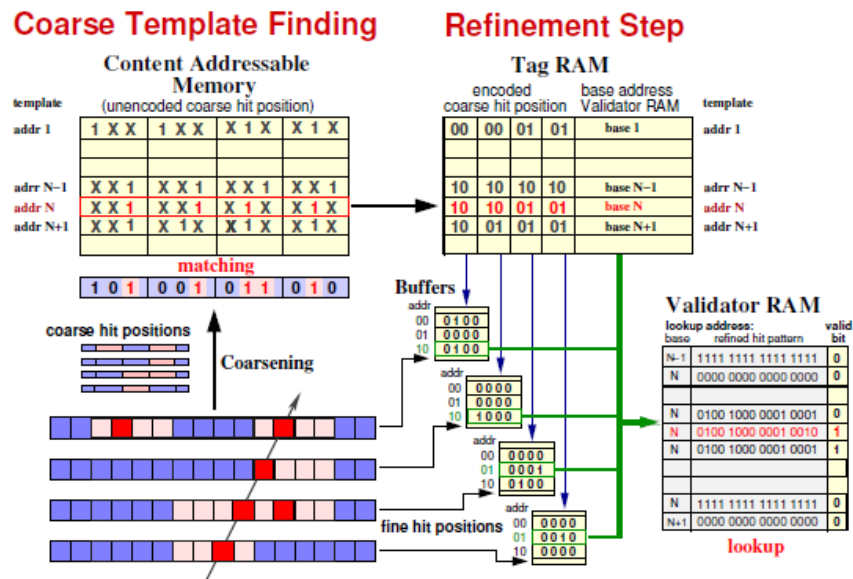 Coarse Template Finding
Refinement Step
Content Addressable
Memory
(unencoded coarse hit position)
template
addr 1 1 X X 1 X X X 1 X X 1 X
adrr N−1 X X 1 X X 1 X X 1 X X 1
addr N X X 1 X X 1 X 1 X X 1 X
addr N+1 X X 1 X 1 X X 1 X X 1 X
matching
1 0 1 0 0 1 0 1 1 0 1 0
Tag RAM
encoded
coarse hit position
base address
Validator RAM
template
00 00 01 01 base 1 addr 1
10 10 10 10 base N−1 adrr N−1
10 10 01 01 base N addr N
10 01 01 01 base N+1 addr N+1
coarse hit positions
Coarsening
Buffers
addr
00 0100
01 0000
10 0100
addr
00 0000
01 0000
10 1000
addr
00 0000
01 0001
10 0100
addr
00 0000
01 0010
10 0000
fine hit positions
Validator RAM
lookup address:
base refined hit pattern
valid
bit
N−1 1111 1111 1111 1111 0
N 0000 0000 0000 0000 0
N 0100 1000 0001 0001 0
N 0100 1000 0001 0010 1
N 0100 1000 0001 0001 1
N 1111 1111 1111 1111 0
N+1 0000 0000 0000 0000 0
lookup